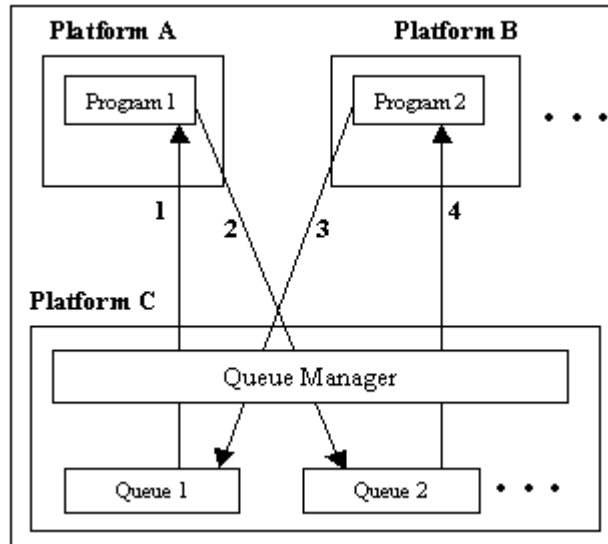 Platform A
Platform B
Program 1
Program 2
1
2
3
4
Platform C
Queue Manager
Queue 1
Queue 2